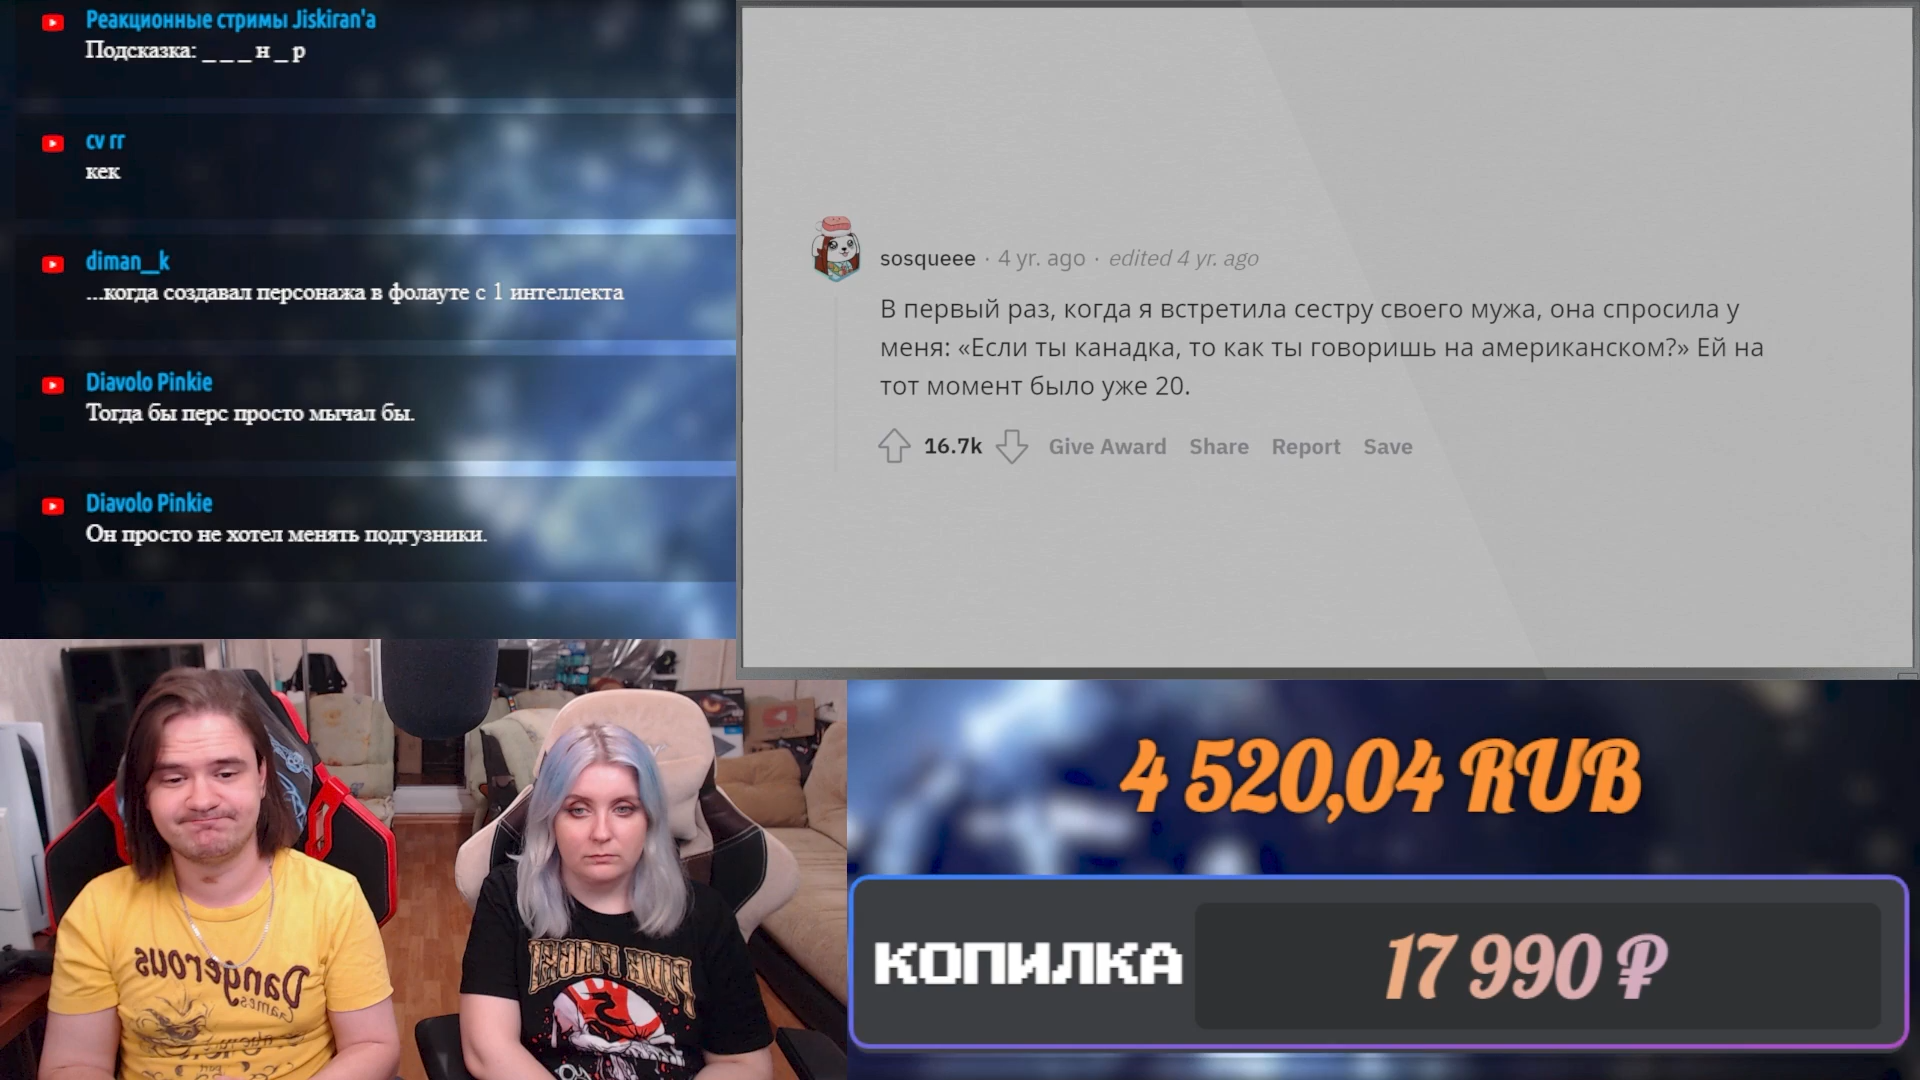 Реакционные стримы Jiskiran'а
Подсказка: _ _ _ н _ р
cv rr
кек
diman__k
...когда создавал персонажа в фолауте с 1 интеллекта
Diavolo Pinkie
Тогда бы перс просто мычал бы.
Diavolo Pinkie
Он просто не хотел менять подгузники.
sosqueee · 4 yr. ago · edited 4 yr. ago
В первый раз, когда я встретила сестру своего мужа, она спросила у
меня: «Если ты канадка, то как ты говоришь на американском?» Ей на
тот момент было уже 20.
16.7k Give Award Share Report Save
4 520,04 RUB
КОПИЛКА 17 990 ₽
Dangerous
Games